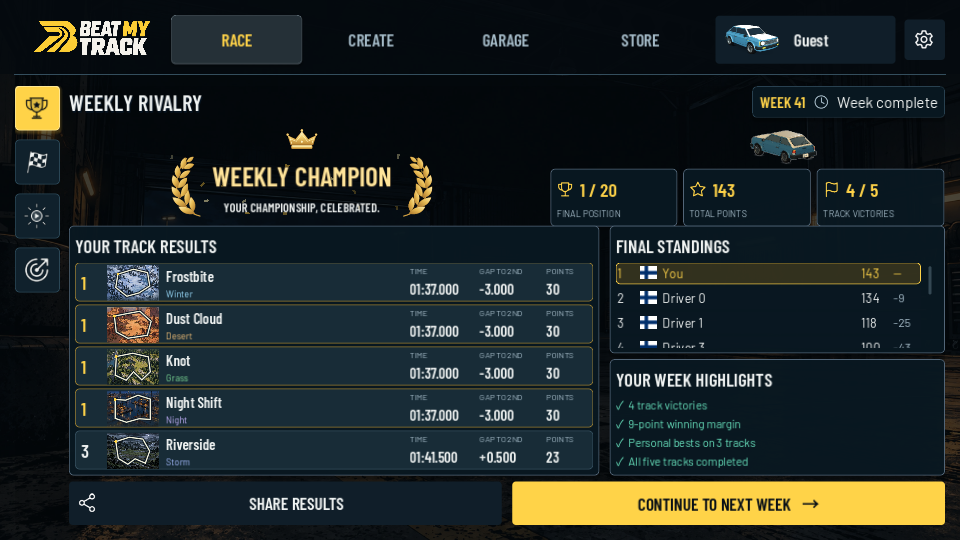 BEAT MY TRACK
RACE
CREATE
GARAGE
STORE
Guest
WEEKLY RIVALRY
WEEK 41 Week complete
WEEKLY CHAMPION
YOUR CHAMPIONSHIP, CELEBRATED.
1 / 20
FINAL POSITION
143
TOTAL POINTS
4 / 5
TRACK VICTORIES
YOUR TRACK RESULTS
1 Frostbite Winter TIME 01:37.000 GAP TO 2ND -3.000 POINTS 30
1 Dust Cloud Desert TIME 01:37.000 GAP TO 2ND -3.000 POINTS 30
1 Knot Grass TIME 01:37.000 GAP TO 2ND -3.000 POINTS 30
1 Night Shift Night TIME 01:37.000 GAP TO 2ND -3.000 POINTS 30
3 Riverside Storm TIME 01:41.500 GAP TO 2ND +0.500 POINTS 23
FINAL STANDINGS
1 You 143 –
2 Driver 0 134 -9
3 Driver 1 118 -25
4 Driver 3 100 -43
YOUR WEEK HIGHLIGHTS
✓ 4 track victories
✓ 9-point winning margin
✓ Personal bests on 3 tracks
✓ All five tracks completed
SHARE RESULTS
CONTINUE TO NEXT WEEK →